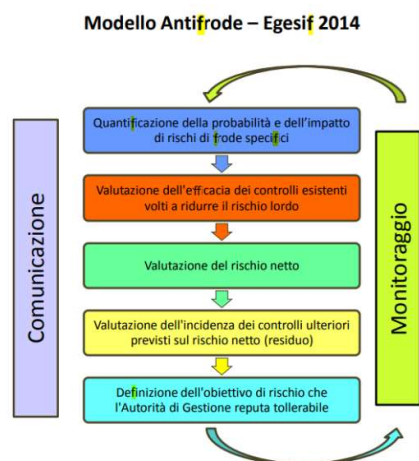 Modello Antifrode – Egesif 2014
Comunicazione
Quantificazione della probabilità e dell'impatto
di rischi di frode specifici
Valutazione dell'efficacia dei controlli esistenti
volti a ridurre il rischio lordo
Valutazione del rischio netto
Valutazione dell'incidenza dei controlli ulteriori
previsti sul rischio netto (residuo)
Definizione dell'obiettivo di rischio che
l'Autorità di Gestione reputa tollerabile
Monitoraggio